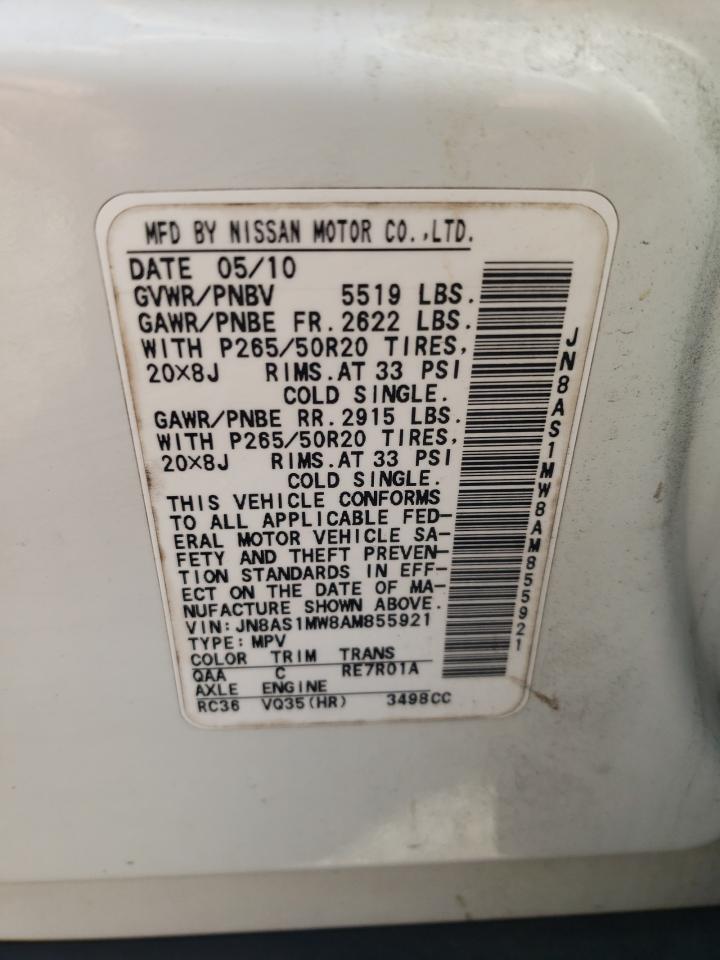 MFD BY NISSAN MOTOR CO.,LTD.
DATE 05/10
GVWR/PNBV 5519 LBS.
GAWR/PNBE FR.2622 LBS.
WITH P265/50R20 TIRES,
20×8J RIMS.AT 33 PSI
COLD SINGLE.
GAWR/PNBE RR.2915 LBS.
WITH P265/50R20 TIRES,
20×8J RIMS.AT 33 PSI
COLD SINGLE.
THIS VEHICLE CONFORMS
TO ALL APPLICABLE FED-
ERAL MOTOR VEHICLE SA-
FETY AND THEFT PREVEN-
TION STANDARDS IN EFF-
ECT ON THE DATE OF MA-
NUFACTURE SHOWN ABOVE.
VIN:JN8AS1MW8AM855921
TYPE:MPV
COLOR TRIM TRANS
QAA C RE7R01A
AXLE ENGINE
RC36 VQ35(HR) 3498CC
JN8AS1MW8AM855921